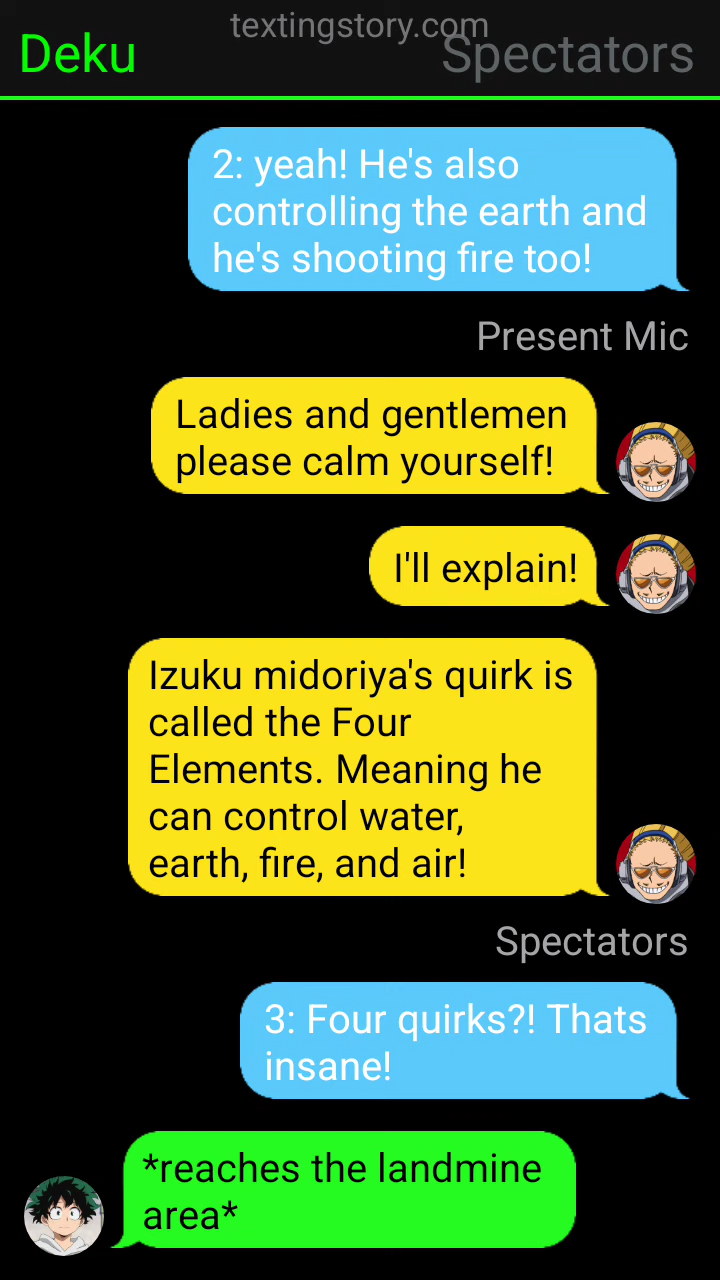 textingstory.com
Deku
Spectators
2: yeah! He's also
controlling the earth and
he's shooting fire too!
Present Mic
Ladies and gentlemen
please calm yourself!
I'll explain!
Izuku midoriya's quirk is
called the Four
Elements. Meaning he
can control water,
earth, fire, and air!
Spectators
3: Four quirks?! Thats
insane!
*reaches the landmine
area*